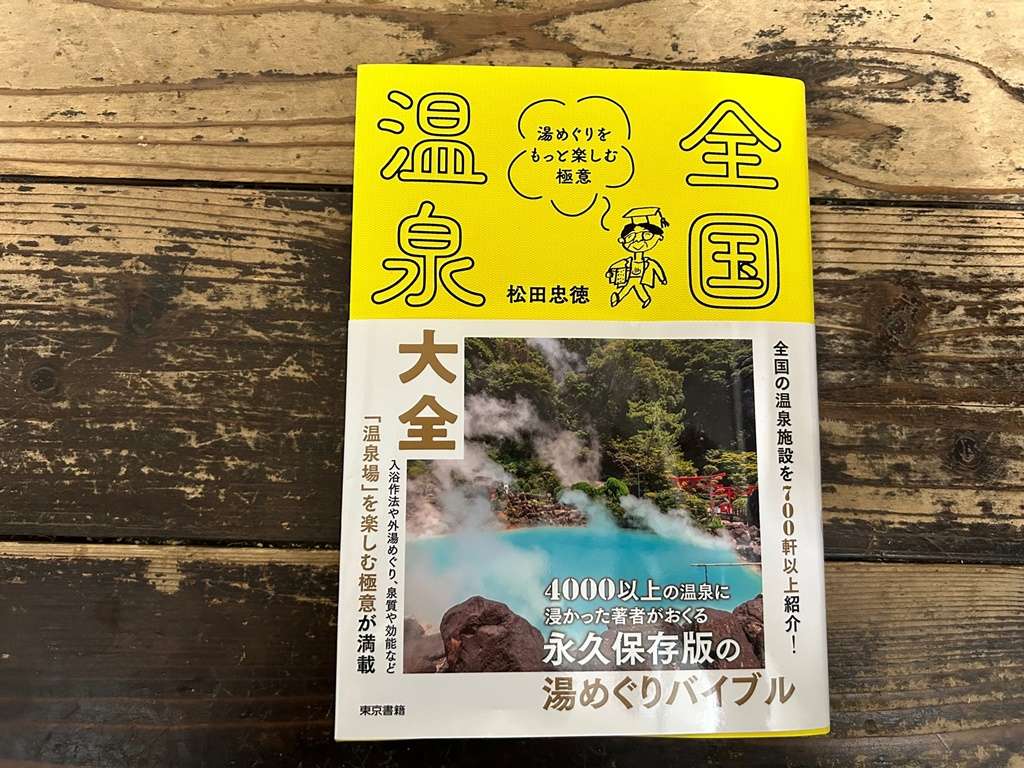 全国
温泉
大全
湯めぐりを
もっと楽しむ
極意
松田忠徳
全国の温泉施設を700軒以上紹介!
4000以上の温泉に
浸かった著者がおくる
永久保存版の
湯めぐりバイブル
入浴作法や外湯めぐり、泉質や効能など
「温泉場」を楽しむ極意が満載
東京書籍